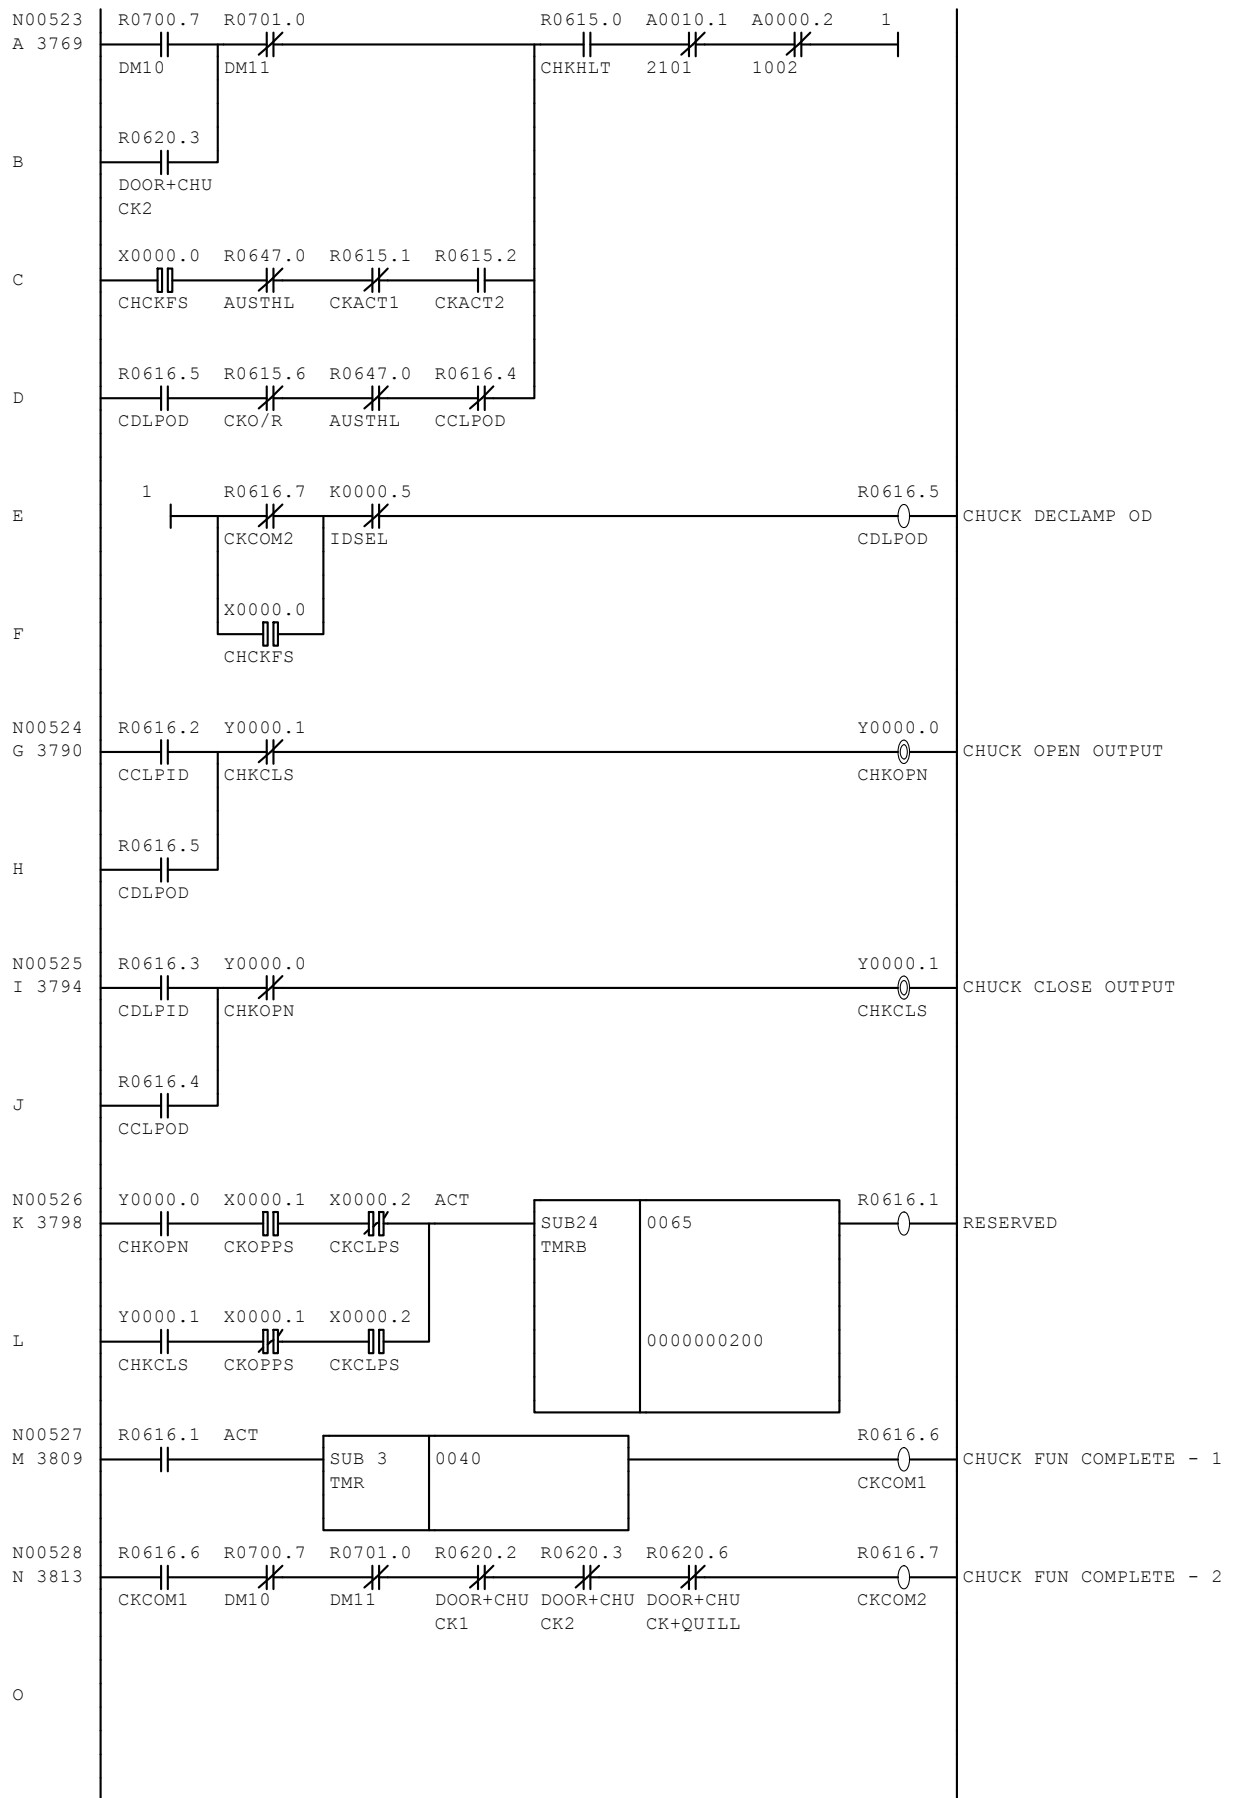 N00523 R0700.7 R0701.0 R0615.0 A0010.1 A0000.2 1
A 3769
DM10 DM11 CHKHLT 2101 1002
R0620.3
B
DOOR+CHU
CK2
X0000.0 R0647.0 R0615.1 R0615.2
C
CHCKFS AUSTHL CKACT1 CKACT2
R0616.5 R0615.6 R0647.0 R0616.4
D
CDLPOD CKO/R AUSTHL CCLPOD
1 R0616.7 K0000.5 R0616.5
E CHUCK DECLAMP OD
CKCOM2 IDSEL CDLPOD
X0000.0
F
CHCKFS
N00524 R0616.2 Y0000.1 Y0000.0
G 3790 CHUCK OPEN OUTPUT
CCLPID CHKCLS CHKOPN
R0616.5
H
CDLPOD
N00525 R0616.3 Y0000.0 Y0000.1
I 3794 CHUCK CLOSE OUTPUT
CDLPID CHKOPN CHKCLS
R0616.4
J
CCLPOD
N00526 Y0000.0 X0000.1 X0000.2 ACT R0616.1
K 3798 SUB24 0065 RESERVED
CHKOPN CKOPPS CKCLPS TMRB
Y0000.1 X0000.1 X0000.2
L 0000000200
CHKCLS CKOPPS CKCLPS
N00527 R0616.1 ACT R0616.6
M 3809 SUB 3 0040 CHUCK FUN COMPLETE - 1
TMR CKCOM1
N00528 R0616.6 R0700.7 R0701.0 R0620.2 R0620.3 R0620.6 R0616.7
N 3813 CHUCK FUN COMPLETE - 2
CKCOM1 DM10 DM11 DOOR+CHU DOOR+CHU DOOR+CHU CKCOM2
CK1 CK2 CK+QUILL
O